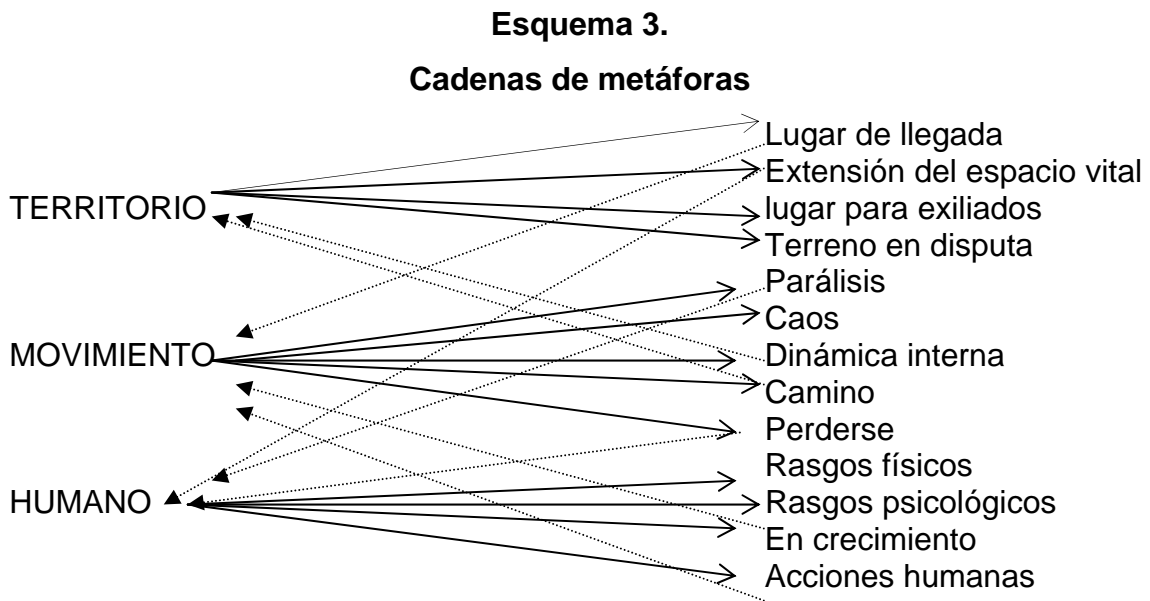 Esquema 3.
Cadenas de metáforas
Lugar de llegada
Extensión del espacio vital
TERRITORIO
lugar para exiliados
Terreno en disputa
Parálisis
Caos
MOVIMIENTO
Dinámica interna
Camino
Perderse
Rasgos físicos
HUMANO
Rasgos psicológicos
En crecimiento
Acciones humanas